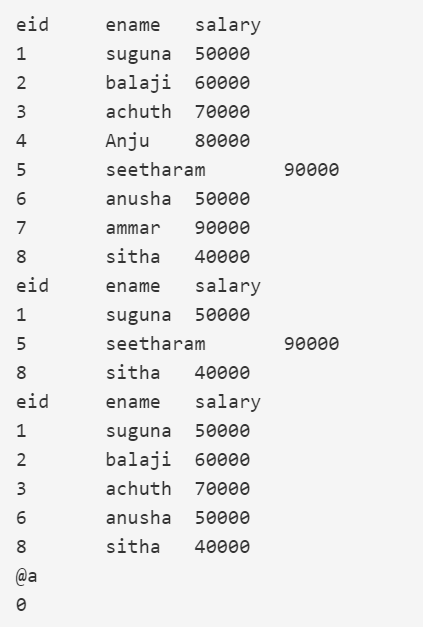 eid	ename	salary
1	suguna	50000
2	balaji	60000
3	achuth	70000
4	Anju	80000
5	seetharam	90000
6	anusha	50000
7	ammar	90000
8	sitha	40000
eid	ename	salary
1	suguna	50000
5	seetharam	90000
8	sitha	40000
eid	ename	salary
1	suguna	50000
2	balaji	60000
3	achuth	70000
6	anusha	50000
8	sitha	40000
@a
0